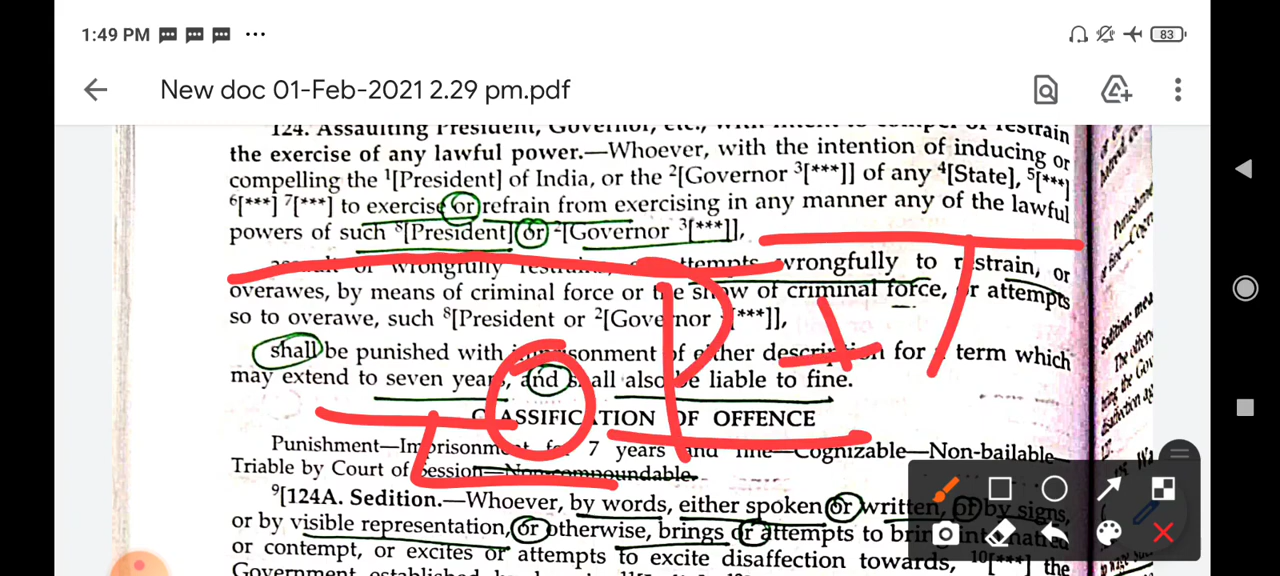 1:49 PM
83
New doc 01-Feb-2021 2.29 pm.pdf
124. Assaulting President, Governor, etc., with intent to compel or restrain
the exercise of any lawful power.—Whoever, with the intention of inducing or
compelling the ¹[President] of India, or the ²[Governor ³[***]] of any ⁴[State], ⁵[***]
⁶[***] ⁷[***] to exercise or refrain from exercising in any manner any of the lawful
powers of such ⁸[President] or ²[Governor ³[***]],
assault or wrongfully restrains, or attempts wrongfully to restrain, or
overawes, by means of criminal force or the show of criminal force, or attempts
so to overawe, such ⁸[President or ²[Governor ³[***]],
shall be punished with imprisonment of either description for a term which
may extend to seven years, and shall also be liable to fine.
CLASSIFICATION OF OFFENCE
Punishment—Imprisonment for 7 years and fine—Cognizable—Non-bailable—
Triable by Court of Session—Non-compoundable.
⁹[124A. Sedition.—Whoever, by words, either spoken or written, or by signs,
or by visible representation, or otherwise, brings or attempts to bring into hatred
or contempt, or excites or attempts to excite disaffection towards, ¹⁰[***] the
P + T